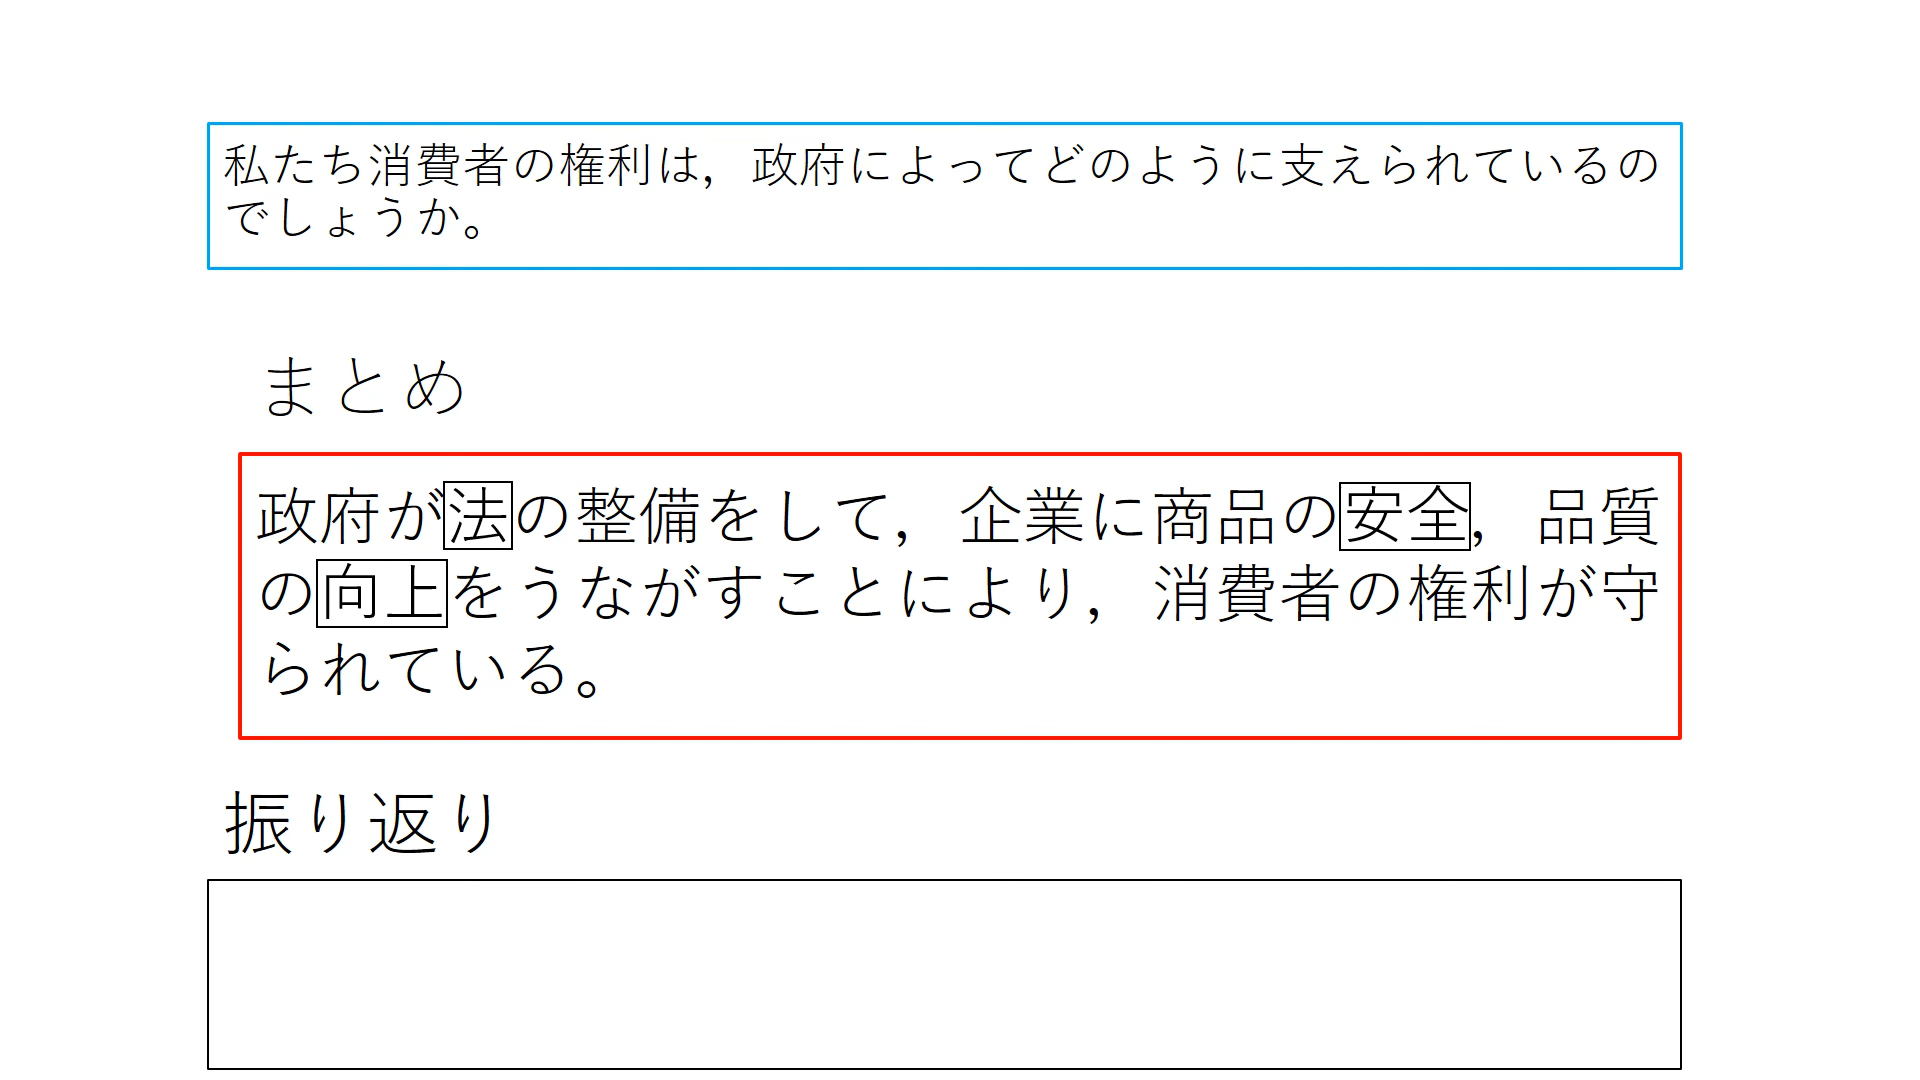 私たち消費者の権利は，政府によってどのように支えられているの
でしょうか。
まとめ
政府が法の整備をして，企業に商品の安全，品質
の向上をうながすことにより，消費者の権利が守
られている。
振り返り